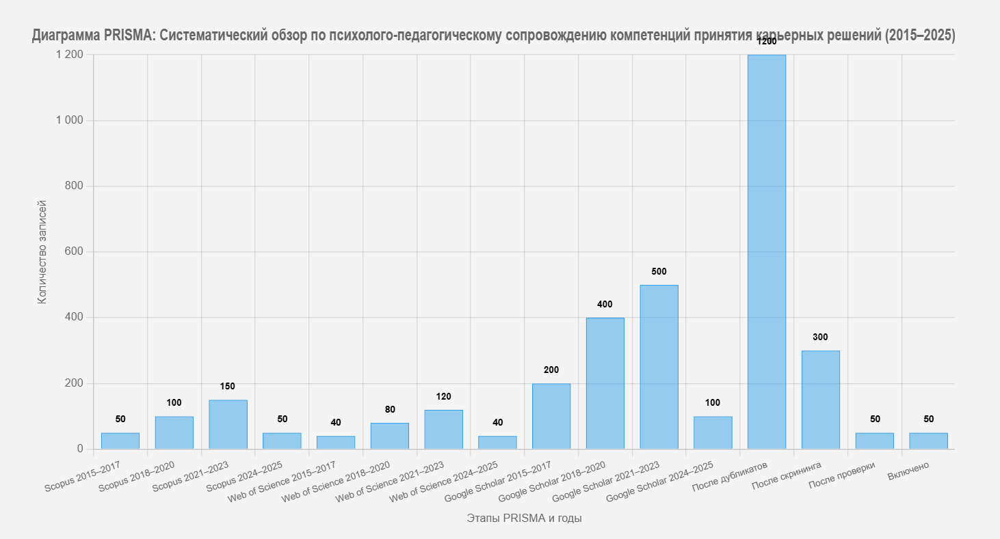 Диаграмма PRISMA: Систематический обзор по психолого-педагогическому сопровождению компетенций принятия карьерных решений (2015–2025)
1200
1 200
1 000
800
600
400
200
0
Количество записей
50
100
150
50
40
80
120
40
200
400
500
100
300
50
50
Scopus 2015–2017
Scopus 2018–2020
Scopus 2021–2023
Scopus 2024–2025
Web of Science 2015–2017
Web of Science 2018–2020
Web of Science 2021–2023
Web of Science 2024–2025
Google Scholar 2015–2017
Google Scholar 2018–2020
Google Scholar 2021–2023
Google Scholar 2024–2025
После дубликатов
После скрининга
После проверки
Включено
Этапы PRISMA и годы